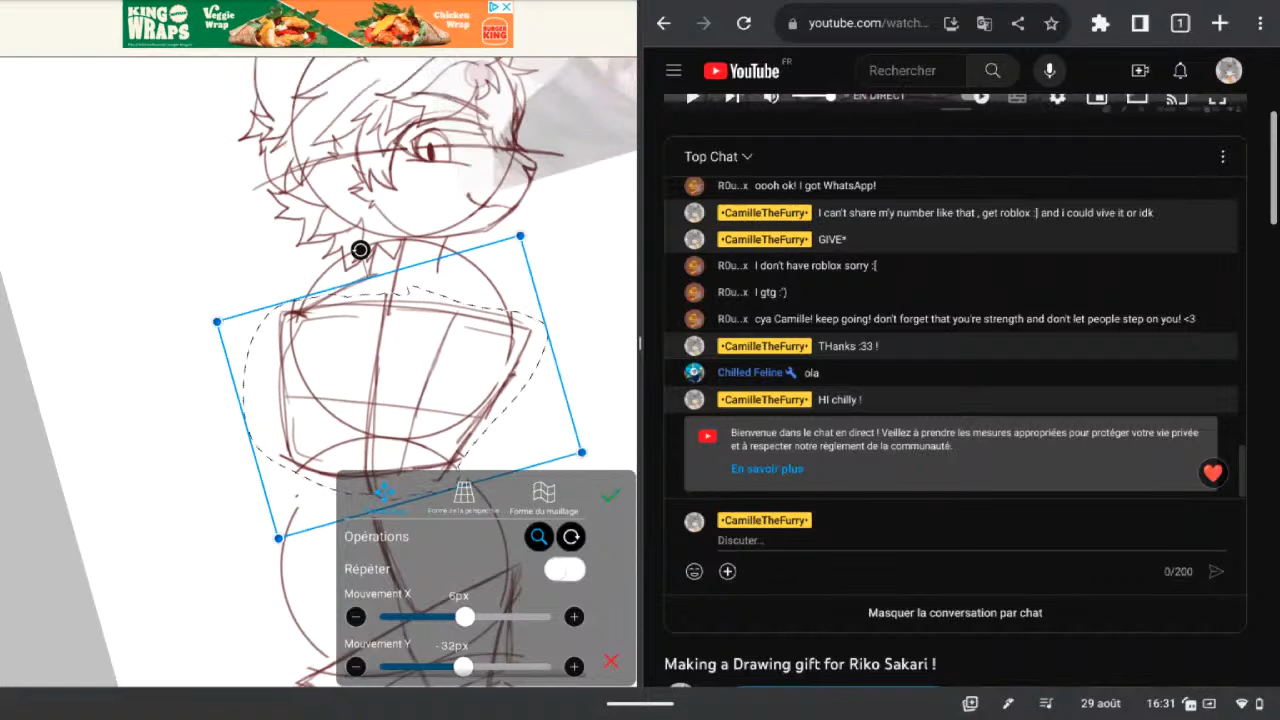 KING
WRAPS
Veggie
Wrap
Chicken
Wrap
BURGER
KING
Opérations
Forme de la perspective
Forme du maillage
Répéter
Mouvement X
6px
Mouvement Y
-32px
youtube.com/watch...
1
YouTube FR
Rechercher
EN DIRECT
Top Chat
R0u..x oooh ok! I got WhatsApp!
•CamilleTheFurry• I can't share m'y number like that , get roblox :] and i could vive it or idk
•CamilleTheFurry• GIVE*
R0u..x I don't have roblox sorry :[
R0u..x I gtg :')
R0u..x cya Camille! keep going! don't forget that you're strength and don't let people step on you! <3
•CamilleTheFurry• THanks :33 !
Chilled Feline ola
•CamilleTheFurry• HI chilly !
Bienvenue dans le chat en direct ! Veillez à prendre les mesures appropriées pour protéger votre vie privée
et à respecter notre règlement de la communauté.
En savoir plus
•CamilleTheFurry•
Discuter...
0/200
Masquer la conversation par chat
Making a Drawing gift for Riko Sakari !
29 août
16:31